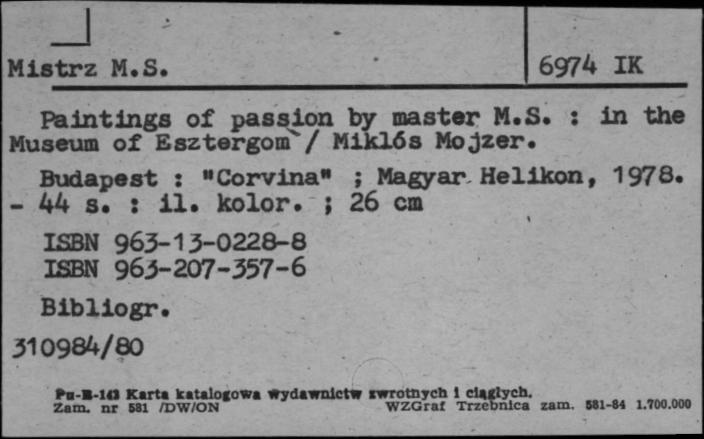 Mistrz M.S.
6974 IK
Paintings of passion by master M.S. : in the
Museum of Esztergom / Miklós Mojzer.
Budapest : "Corvina" ; Magyar Helikon, 1978.
- 44 s. : il. kolor. ; 26 cm
ISBN 963-13-0228-8
ISBN 963-207-357-6
Bibliogr.
310984/80
Pu-B-143 Karta katalogowa wydawnictw zwrotnych i ciągłych.
Zam. nr 581 /DW/ON WZGraf Trzebnica zam. 581-84 1.700.000